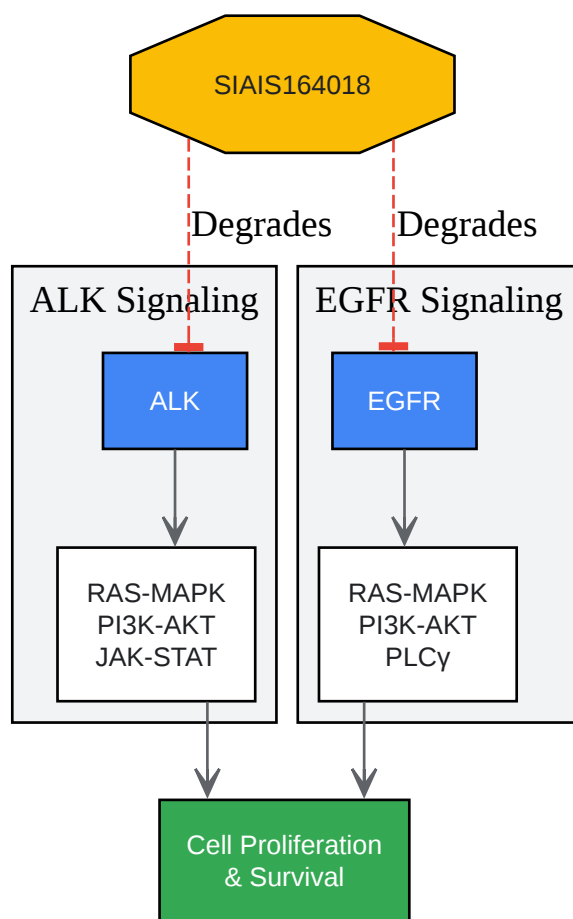 SIAIS164018
Degrades
Degrades
ALK Signaling
EGFR Signaling
ALK
EGFR
RAS-MAPK
PI3K-AKT
JAK-STAT
RAS-MAPK
PI3K-AKT
PLCγ
Cell Proliferation
& Survival